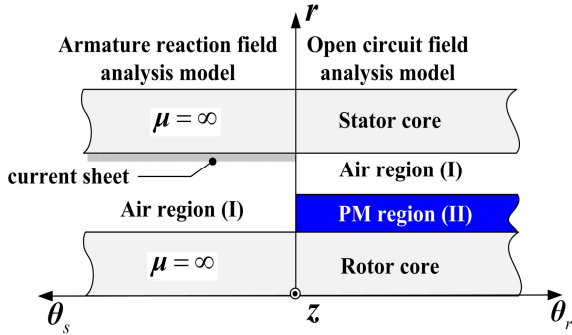 r
Armature reaction field
analysis model
Open circuit field
analysis model
μ = ∞
Stator core
current sheet
Air region (I)
Air region (I)
PM region (II)
μ = ∞
Rotor core
θs
z
θr